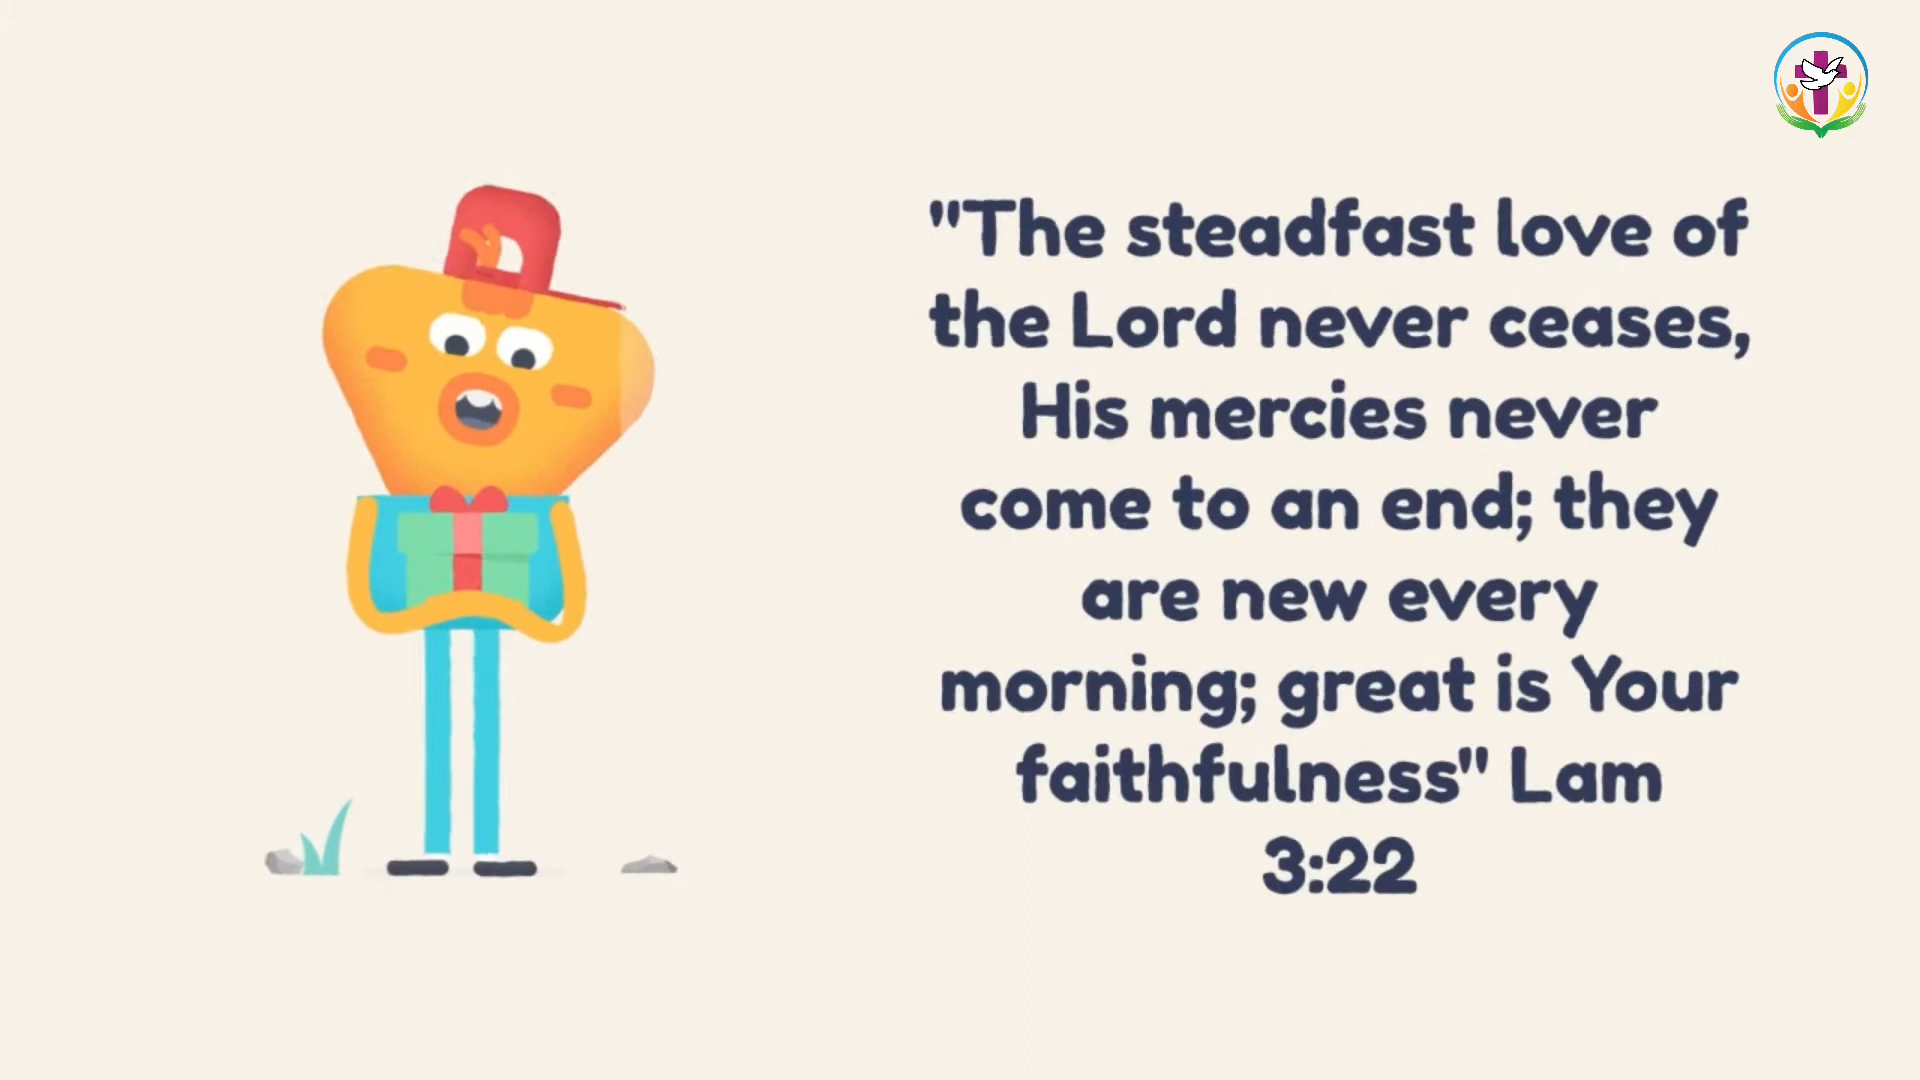 "The steadfast love of
the Lord never ceases,
His mercies never
come to an end; they
are new every
morning; great is Your
faithfulness" Lam
3:22